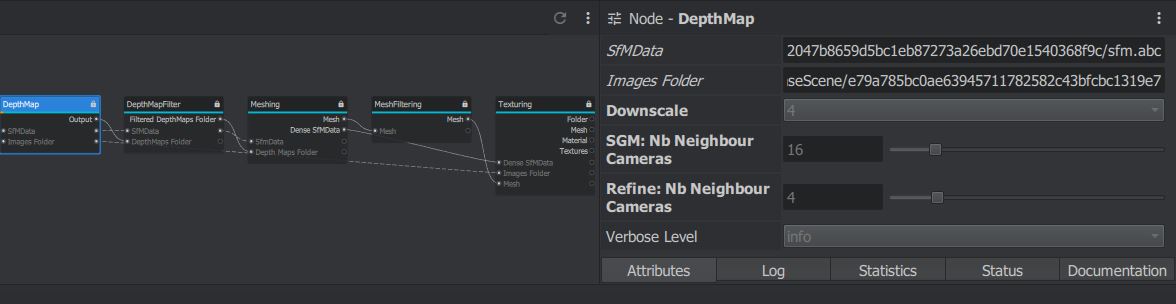 DepthMap
Output
SfMData
Images Folder
DepthMapFilter
Filtered DepthMaps Folder
SfMData
DepthMaps Folder
Meshing
Mesh
Dense SfMData
SfmData
Depth Maps Folder
MeshFiltering
Mesh
Mesh
Texturing
Folder
Mesh
Material
Textures
Dense SfMData
Images Folder
Mesh
Node - DepthMap
SfMData 2047b8659d5bc1eb87273a26ebd70e1540368f9c/sfm.abc
Images Folder ıseScene/e79a785bc0ae63945711782582c43bfcbc1319e7
Downscale 4
SGM: Nb Neighbour
Cameras
16
Refine: Nb Neighbour
Cameras
4
Verbose Level info
Attributes Log Statistics Status Documentation